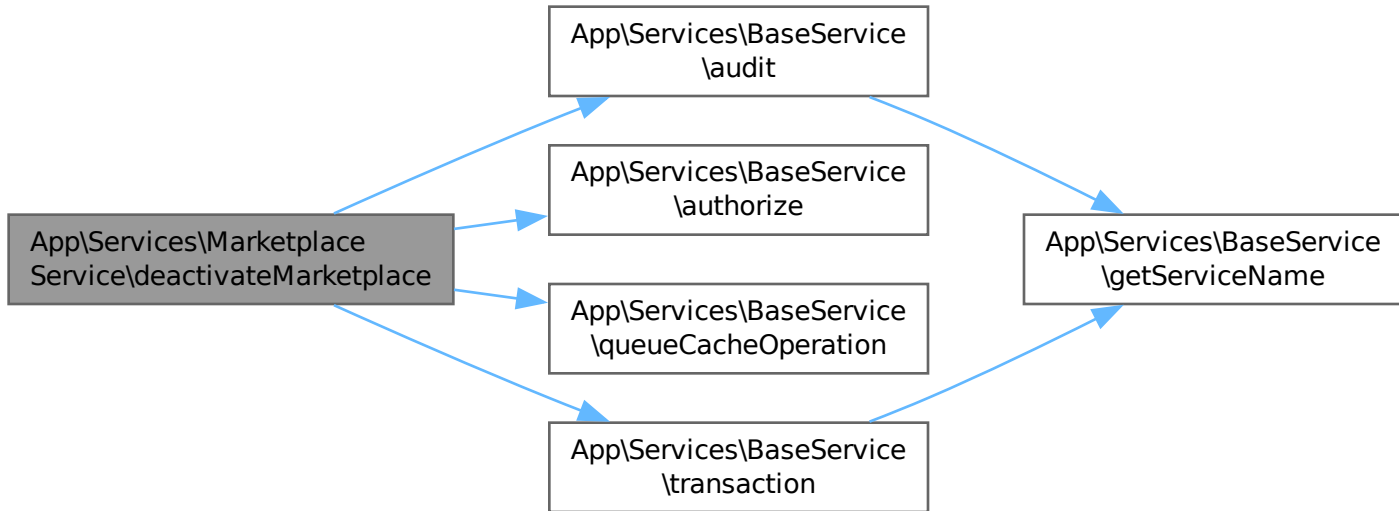 App\Services\BaseService
\audit
App\Services\BaseService
\authorize
App\Services\Marketplace
Service\deactivateMarketplace
App\Services\BaseService
\getServiceName
App\Services\BaseService
\queueCacheOperation
App\Services\BaseService
\transaction